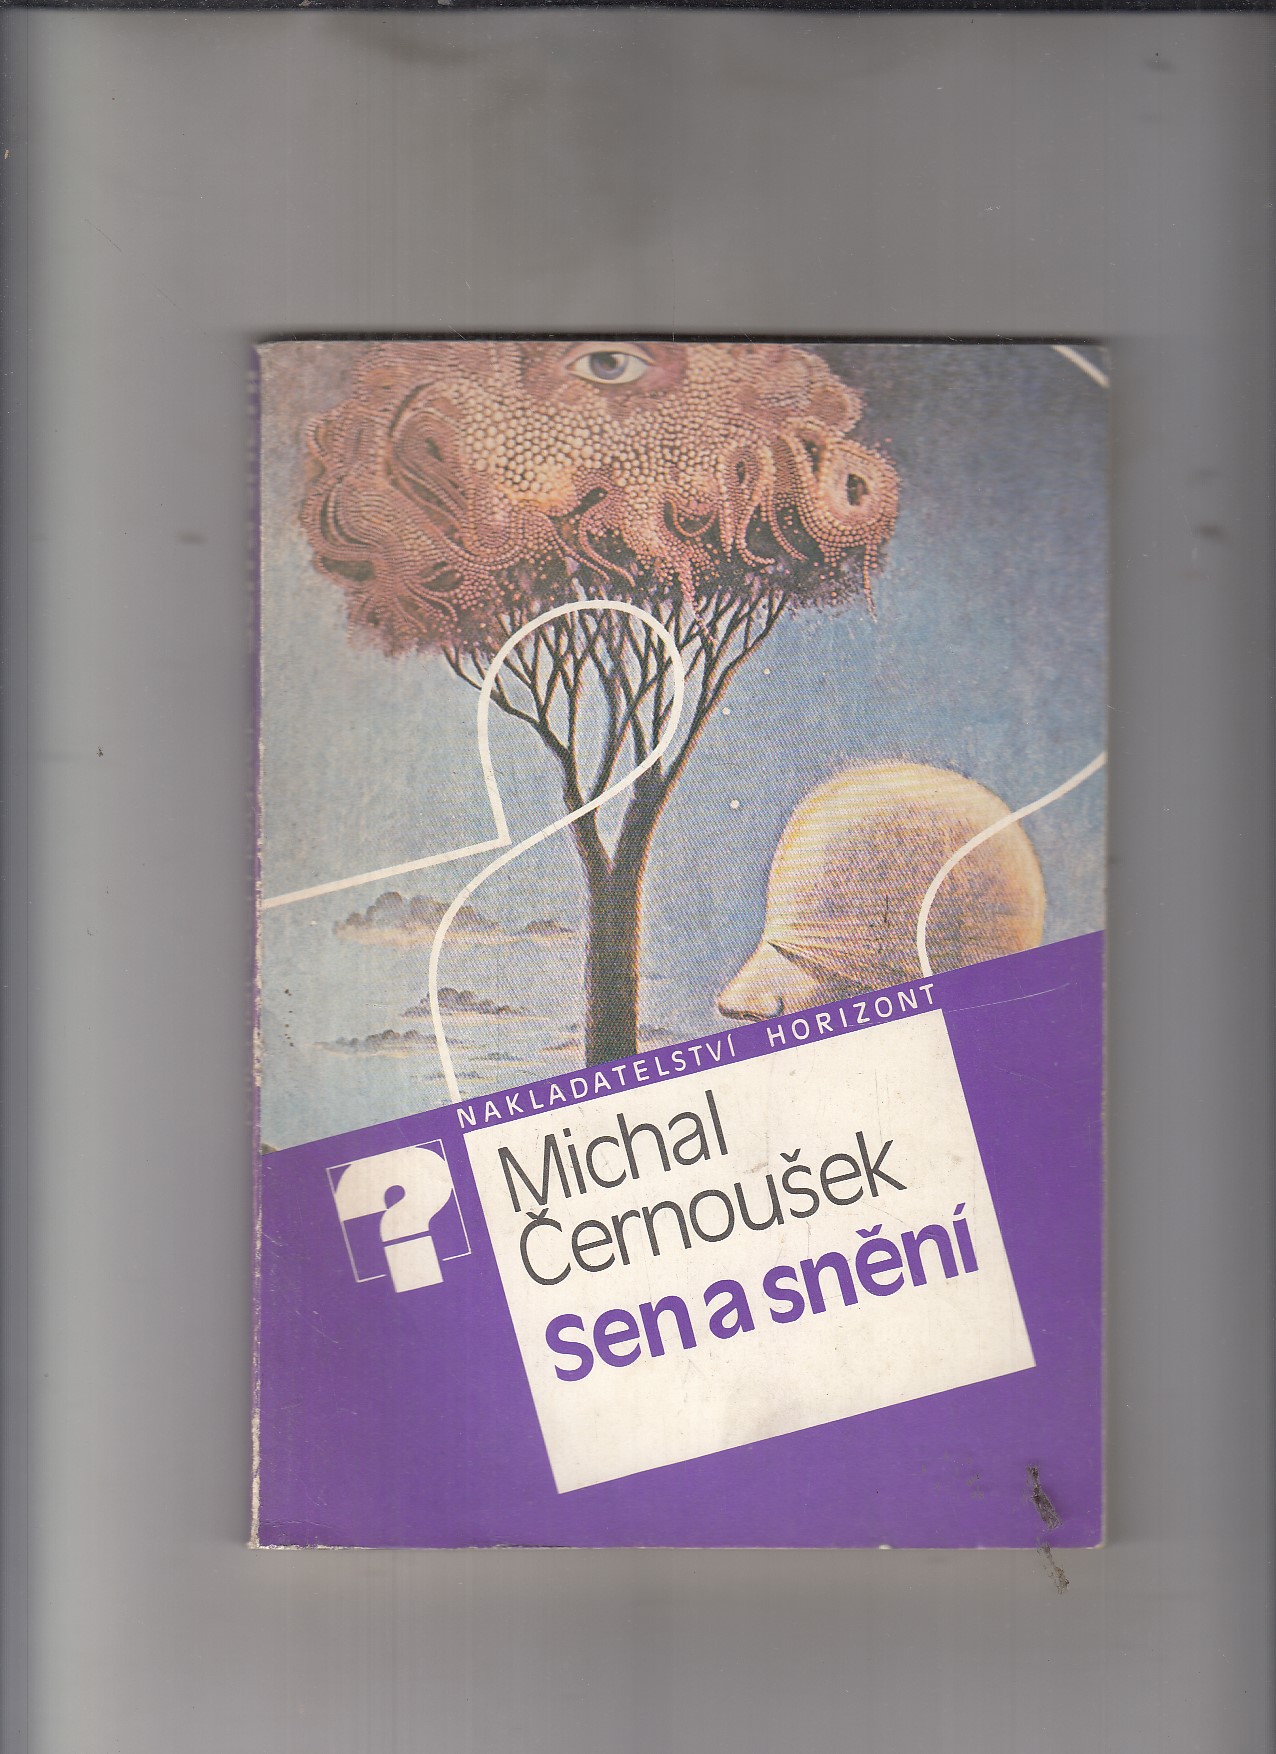 NAKLADATELSTVÍ HORIZONT
?
Michal
Černoušek
sen a snění